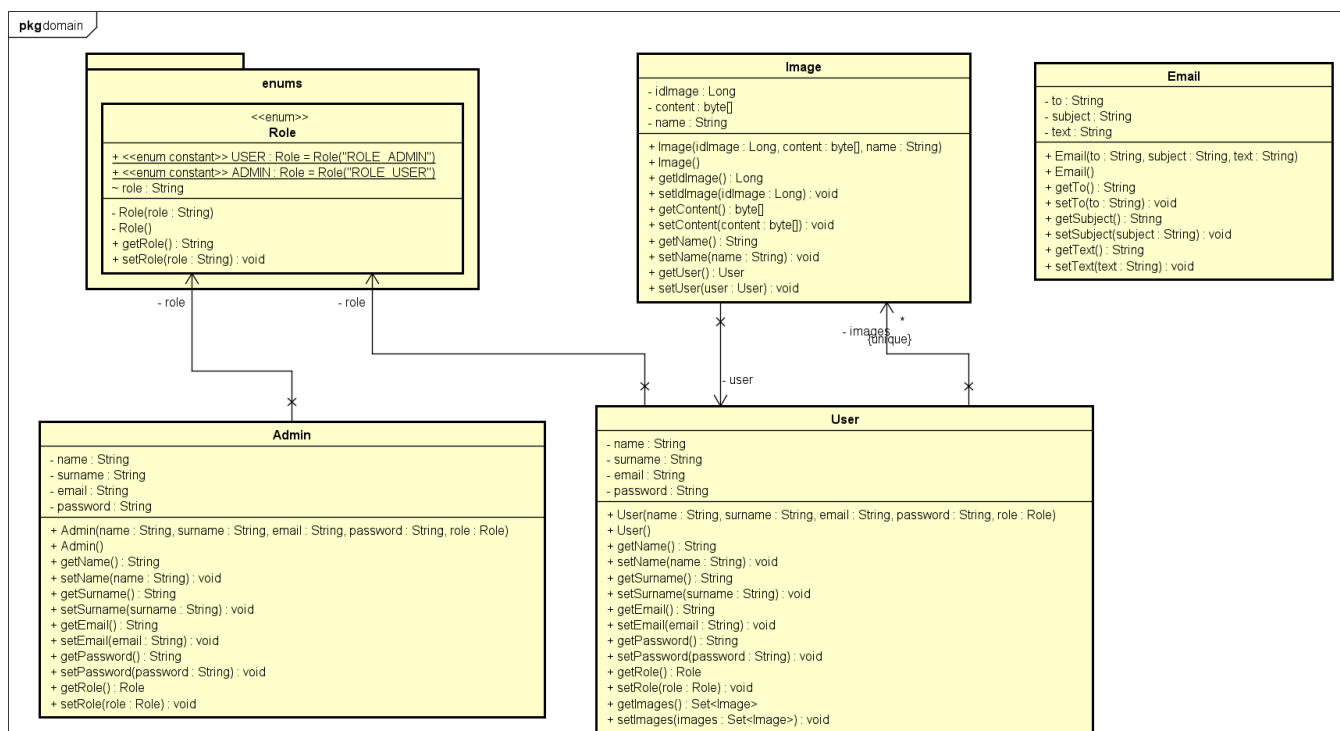 pkg domain
enums
<<enum>>
Role
+ <<enum constant>> USER : Role = Role("ROLE_ADMIN")
+ <<enum constant>> ADMIN : Role = Role("ROLE_USER")
~ role : String
- Role(role : String)
- Role()
+ getRole() : String
+ setRole(role : String) : void
Image
- idImage : Long
- content : byte[]
- name : String
+ Image(idImage : Long, content : byte[], name : String)
+ Image()
+ getIdImage() : Long
+ setIdImage(idImage : Long) : void
+ getContent() : byte[]
+ setContent(content : byte[]) : void
+ getName() : String
+ setName(name : String) : void
+ getUser() : User
+ setUser(user : User) : void
Email
- to : String
- subject : String
- text : String
+ Email(to : String, subject : String, text : String)
+ Email()
+ getTo() : String
+ setTo(to : String) : void
+ getSubject() : String
+ setSubject(subject : String) : void
+ getText() : String
+ setText(text : String) : void
- role
- role
*
- images
{unique}
- user
Admin
- name : String
- surname : String
- email : String
- password : String
+ Admin(name : String, surname : String, email : String, password : String, role : Role)
+ Admin()
+ getName() : String
+ setName(name : String) : void
+ getSurname() : String
+ setSurname(surname : String) : void
+ getEmail() : String
+ setEmail(email : String) : void
+ getPassword() : String
+ setPassword(password : String) : void
+ getRole() : Role
+ setRole(role : Role) : void
User
- name : String
- surname : String
- email : String
- password : String
+ User(name : String, surname : String, email : String, password : String, role : Role)
+ User()
+ getName() : String
+ setName(name : String) : void
+ getSurname() : String
+ setSurname(surname : String) : void
+ getEmail() : String
+ setEmail(email : String) : void
+ getPassword() : String
+ setPassword(password : String) : void
+ getRole() : Role
+ setRole(role : Role) : void
+ getImages() : Set<Image>
+ setImages(images : Set<Image>) : void